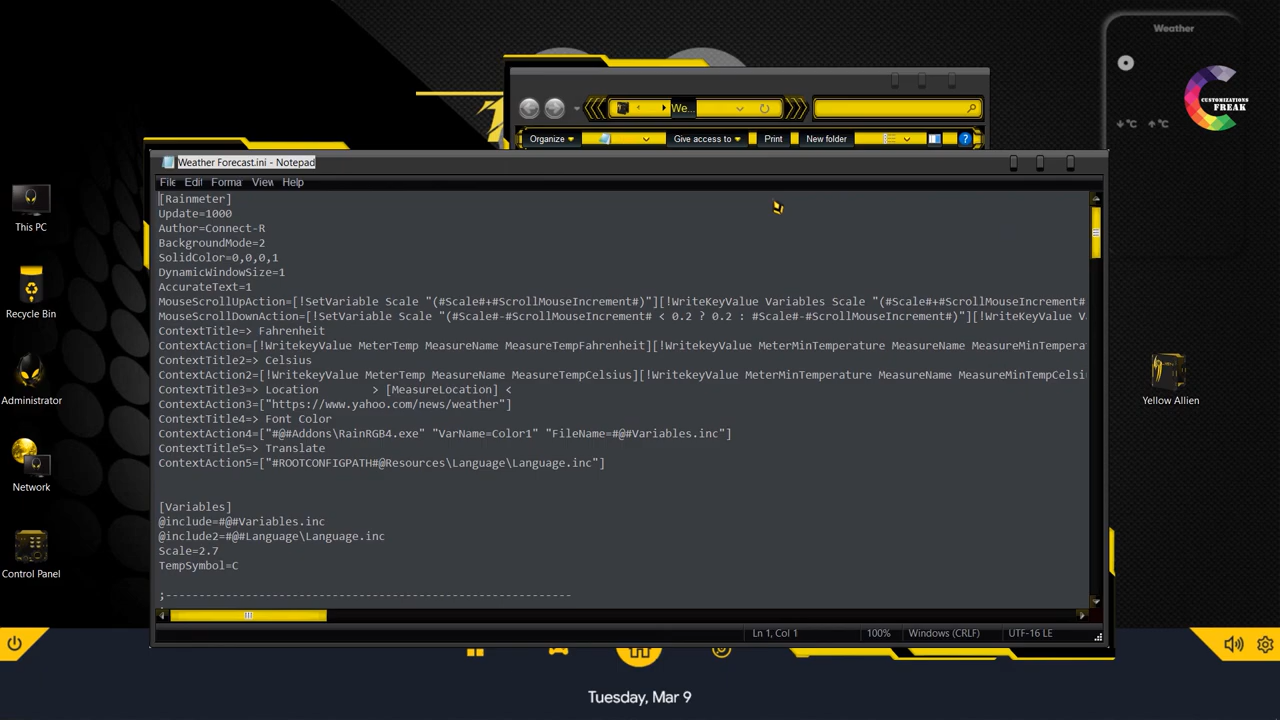 Weather
CUSTOMIZATIONS
FREAK
↓°C ↑°C
We...
Organize
Give access to
Print
New folder
Weather Forecast.ini - Notepad
File Edit Format View Help
[Rainmeter]
Update=1000
Author=Connect-R
BackgroundMode=2
SolidColor=0,0,0,1
DynamicWindowSize=1
AccurateText=1
MouseScrollUpAction=[!SetVariable Scale "(#Scale#+#ScrollMouseIncrement#)"][!WriteKeyValue Variables Scale "(#Scale#+#ScrollMouseIncrement#
MouseScrollDownAction=[!SetVariable Scale "(#Scale#-#ScrollMouseIncrement# < 0.2 ? 0.2 : #Scale#-#ScrollMouseIncrement#)"][!WriteKeyValue Va
ContextTitle=> Fahrenheit
ContextAction=[!WritekeyValue MeterTemp MeasureName MeasureTempFahrenheit][!WritekeyValue MeterMinTemperature MeasureName MeasureMinTempera
ContextTitle2=> Celsius
ContextAction2=[!WritekeyValue MeterTemp MeasureName MeasureTempCelsius][!WritekeyValue MeterMinTemperature MeasureName MeasureMinTempCelsi
ContextTitle3=> Location > [MeasureLocation] <
ContextAction3=["https://www.yahoo.com/news/weather"]
ContextTitle4=> Font Color
ContextAction4=["#@#Addons\RainRGB4.exe" "VarName=Color1" "FileName=#@#Variables.inc"]
ContextTitle5=> Translate
ContextAction5=["#ROOTCONFIGPATH#@Resources\Language\Language.inc"]
[Variables]
@include=#@#Variables.inc
@include2=#@#Language\Language.inc
Scale=2.7
TempSymbol=C
;-------------------------------------------------------------
Ln 1, Col 1
100%
Windows (CRLF)
UTF-16 LE
This PC
Recycle Bin
Administrator
Network
Control Panel
Yellow Allien
Tuesday, Mar 9